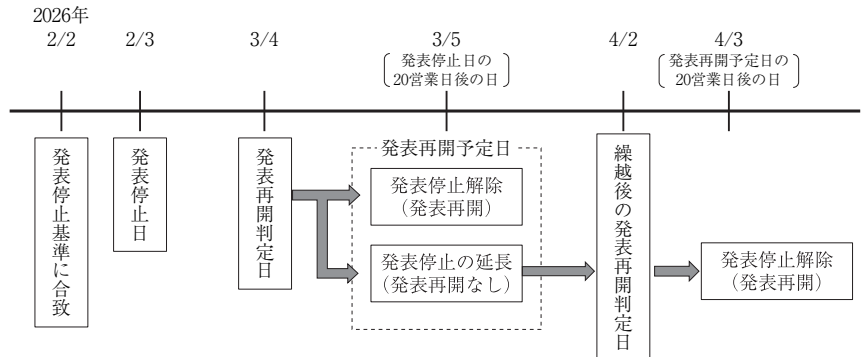 2026年
2/2
2/3
3/4
3/5
4/2
4/3
発表停止日の
20営業日後の日
発表再開予定日の
20営業日後の日
発表停止基準に合致
発表停止日
発表再開判定日
発表再開予定日
発表停止解除
（発表再開）
発表停止の延長
（発表再開なし）
繰越後の発表再開判定日
発表停止解除
（発表再開）